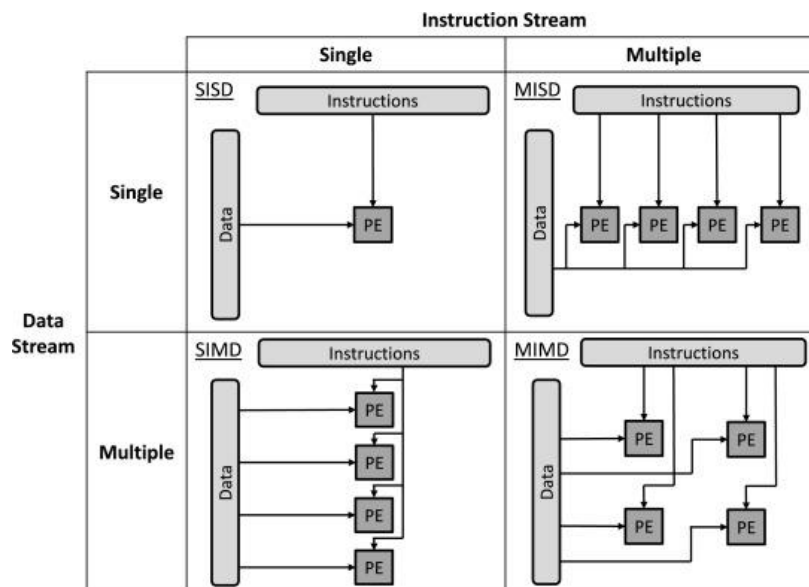 Instruction Stream
Single
Multiple
SISD
Instructions
Data
PE
MISD
Instructions
Data
PE
PE
PE
PE
Single
Data
Stream
SIMD
Instructions
Data
PE
PE
PE
PE
MIMD
Instructions
Data
PE
PE
PE
PE
Multiple